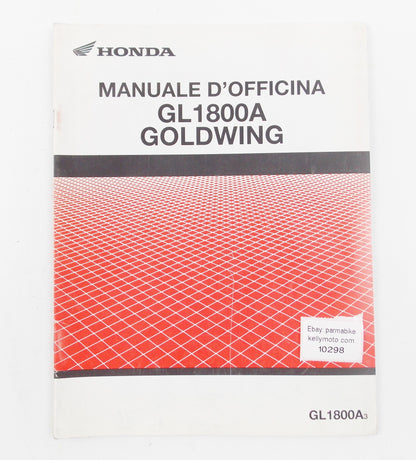 HONDA
MANUALE D'OFFICINA
GL1800A
GOLDWING
Ebay parmabike
kellymoto com
10298
GL1800A3